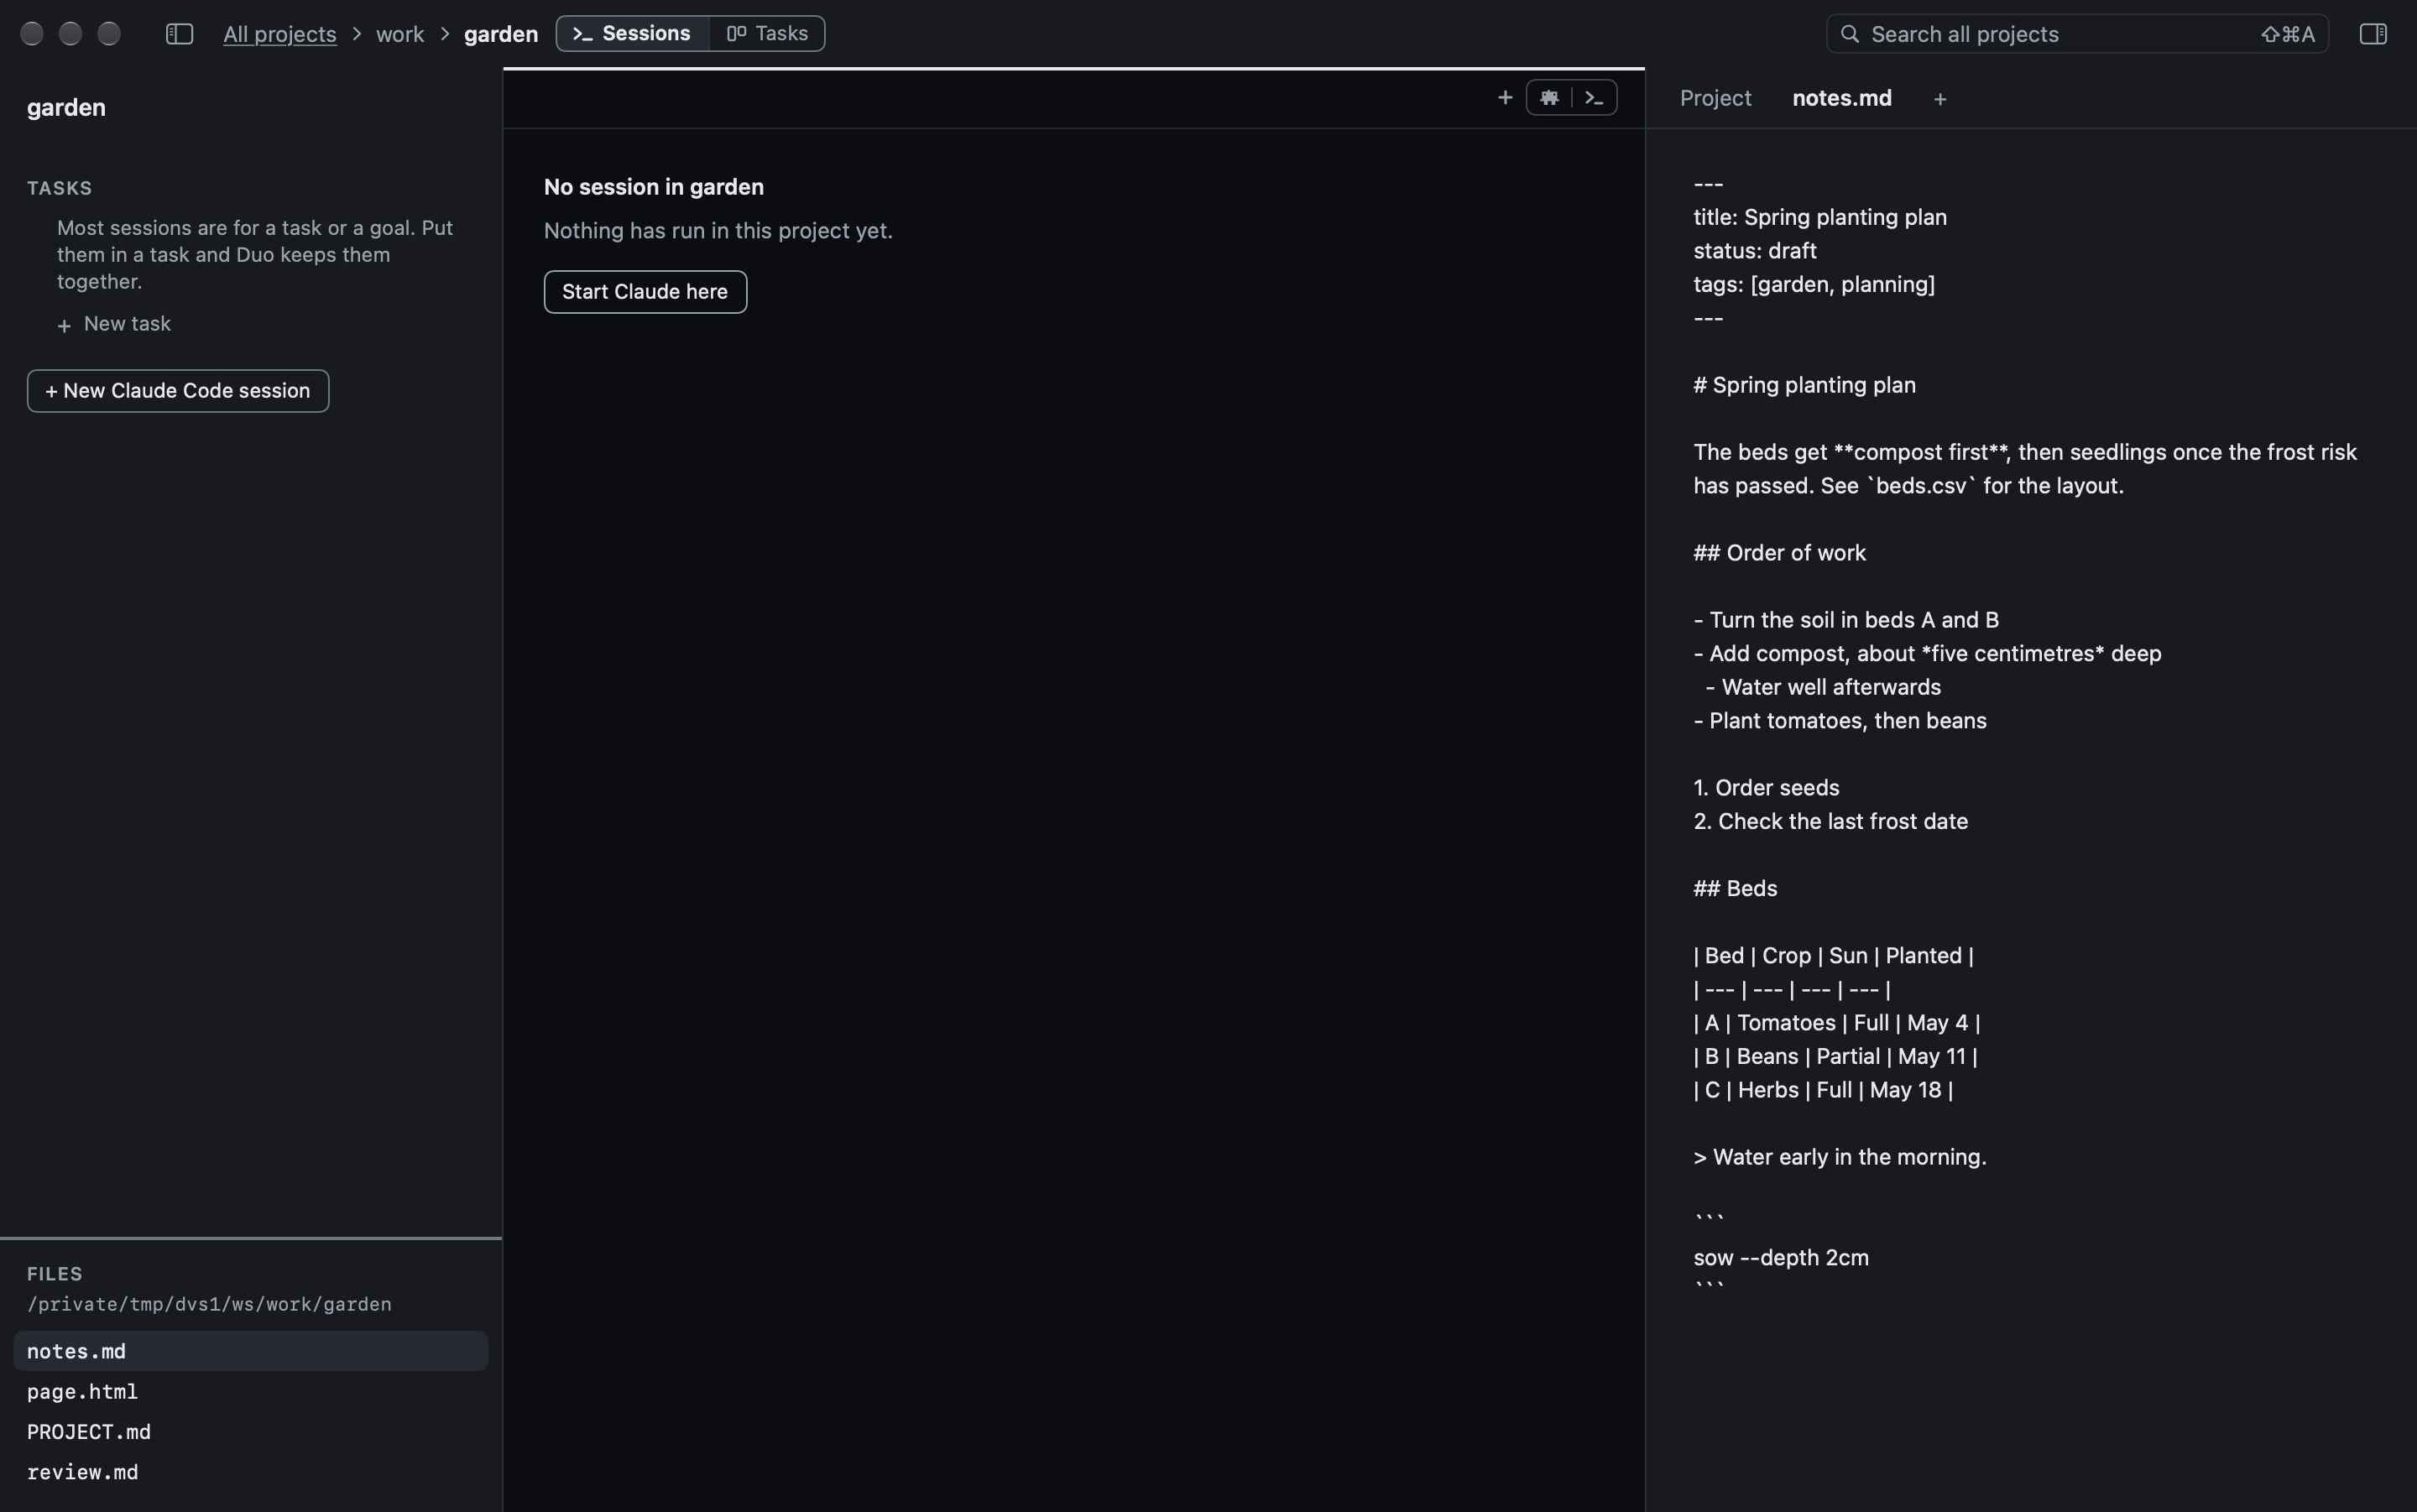 All projects > work > garden
>_ Sessions
Tasks
Search all projects ⇧⌘A
garden
TASKS
Most sessions are for a task or a goal. Put
them in a task and Duo keeps them
together.
+ New task
+ New Claude Code session
FILES
/private/tmp/dvs1/ws/work/garden
notes.md
page.html
PROJECT.md
review.md
+
>_
No session in garden
Nothing has run in this project yet.
Start Claude here
Project notes.md +
---
title: Spring planting plan
status: draft
tags: [garden, planning]
---
# Spring planting plan
The beds get **compost first**, then seedlings once the frost risk
has passed. See `beds.csv` for the layout.
## Order of work
- Turn the soil in beds A and B
- Add compost, about *five centimetres* deep
  - Water well afterwards
- Plant tomatoes, then beans
1. Order seeds
2. Check the last frost date
## Beds
| Bed | Crop | Sun | Planted |
| --- | --- | --- | --- |
| A | Tomatoes | Full | May 4 |
| B | Beans | Partial | May 11 |
| C | Herbs | Full | May 18 |
> Water early in the morning.
```
sow --depth 2cm
```